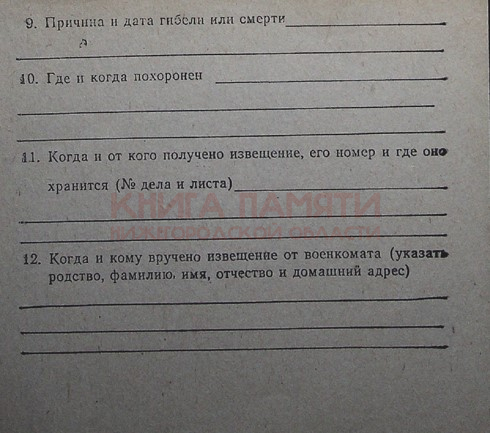 9. Причина и дата гибели или смерти
10. Где и когда похоронен
11. Когда и от кого получено извещение, его номер и где оно
хранится (№ дела и листа)
КНИГА ПАМЯТИ
НИЖЕГОРОДСКОЙ ОБЛАСТИ
12. Когда и кому вручено извещение от военкомата (указать
родство, фамилию, имя, отчество и домашний адрес)